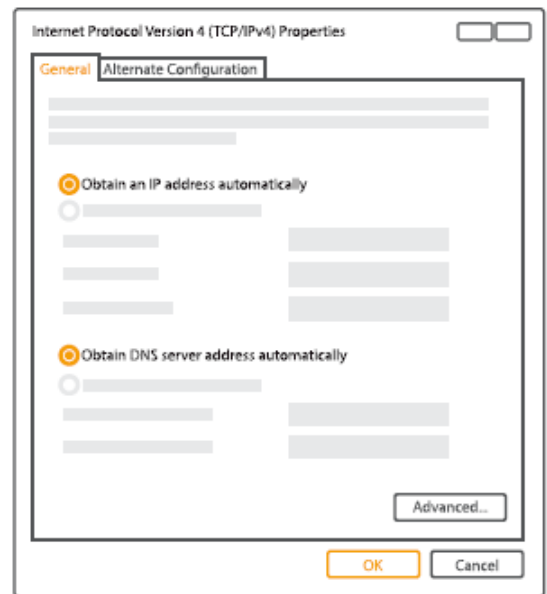 Internet Protocol Version 4 (TCP/IPv4) Properties
General Alternate Configuration
Obtain an IP address automatically
Obtain DNS server address automatically
Advanced...
OK Cancel